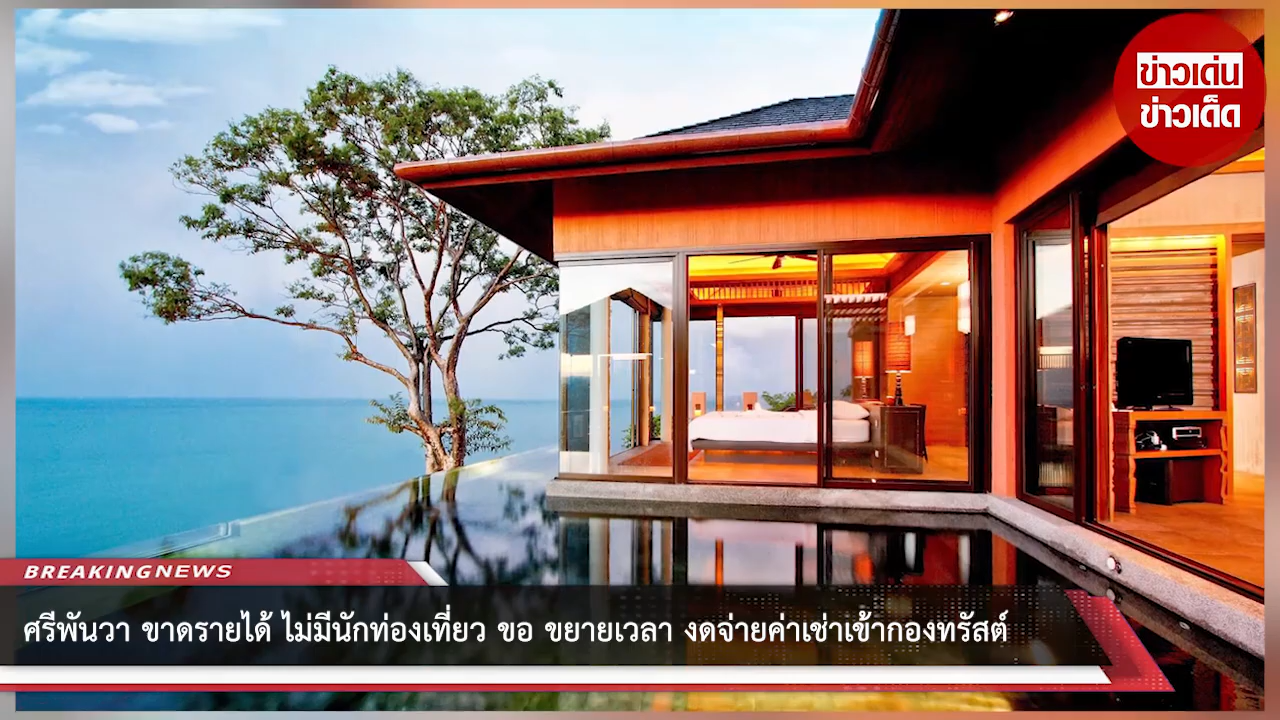 ข่าวเด่น
ข่าวเด็ด
BREAKING NEWS
ศรีพันวา ขาดรายได้ ไม่มีนักท่องเที่ยว ขอ ขยายเวลา งดจ่ายค่าเช่าเข้ากองทรัสต์